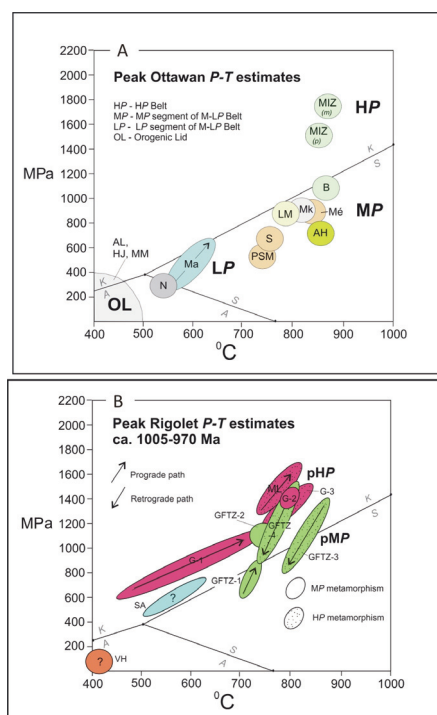 A
Peak Ottawan P-T estimates
HP - HP Belt
MP - MP segment of M-LP Belt
LP - LP segment of M-LP Belt
OL - Orogenic Lid
2200
2000
1800
1600
1400
1200
MPa
1000
800
600
400
200
MIZ
(m)
HP
MIZ
(p)
K
S
B
MP
LM
Mk
Mé
AH
S
PSM
AL,
HJ, MM
Ma
LP
N
K
A
OL
S
A
400 500 600 700 800 900 1000
⁰C
B
Peak Rigolet P-T estimates
ca. 1005-970 Ma
Prograde path
Retrograde path
2200
2000
1800
1600
1400
MPa
1200
1000
800
600
400
200
ML
pHP
G-2
G-3
GFTZ-2
GFTZ
-4
pMP
K
S
G-1
GFTZ-3
GFTZ-1
SA
?
MP
metamorphism
HP
metamorphism
K
A
?
VH
S
A
400 500 600 700 800 900 1000
⁰C